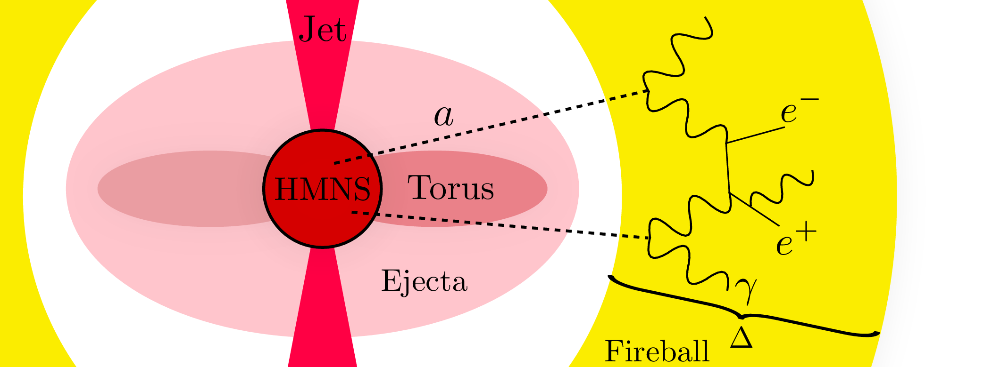 Jet
a
e⁻
HMNS
Torus
e⁺
Ejecta
γ
Δ
Fireball